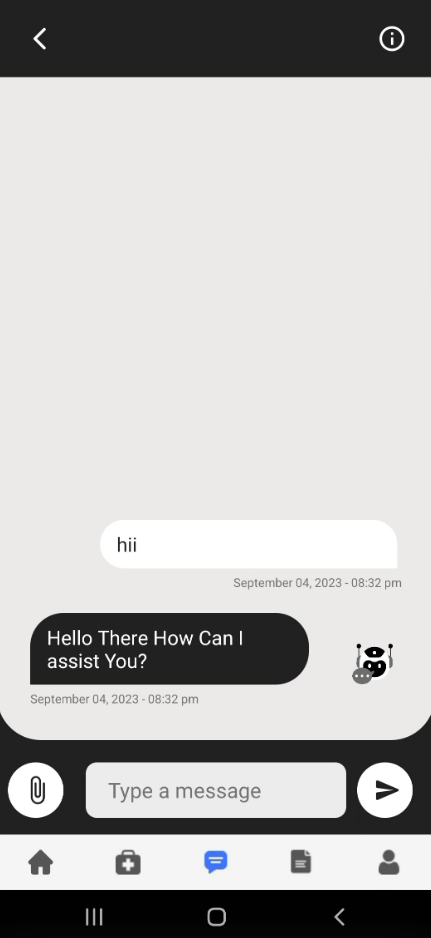 hii
September 04, 2023 - 08:32 pm
Hello There How Can I
assist You?
September 04, 2023 - 08:32 pm
Type a message